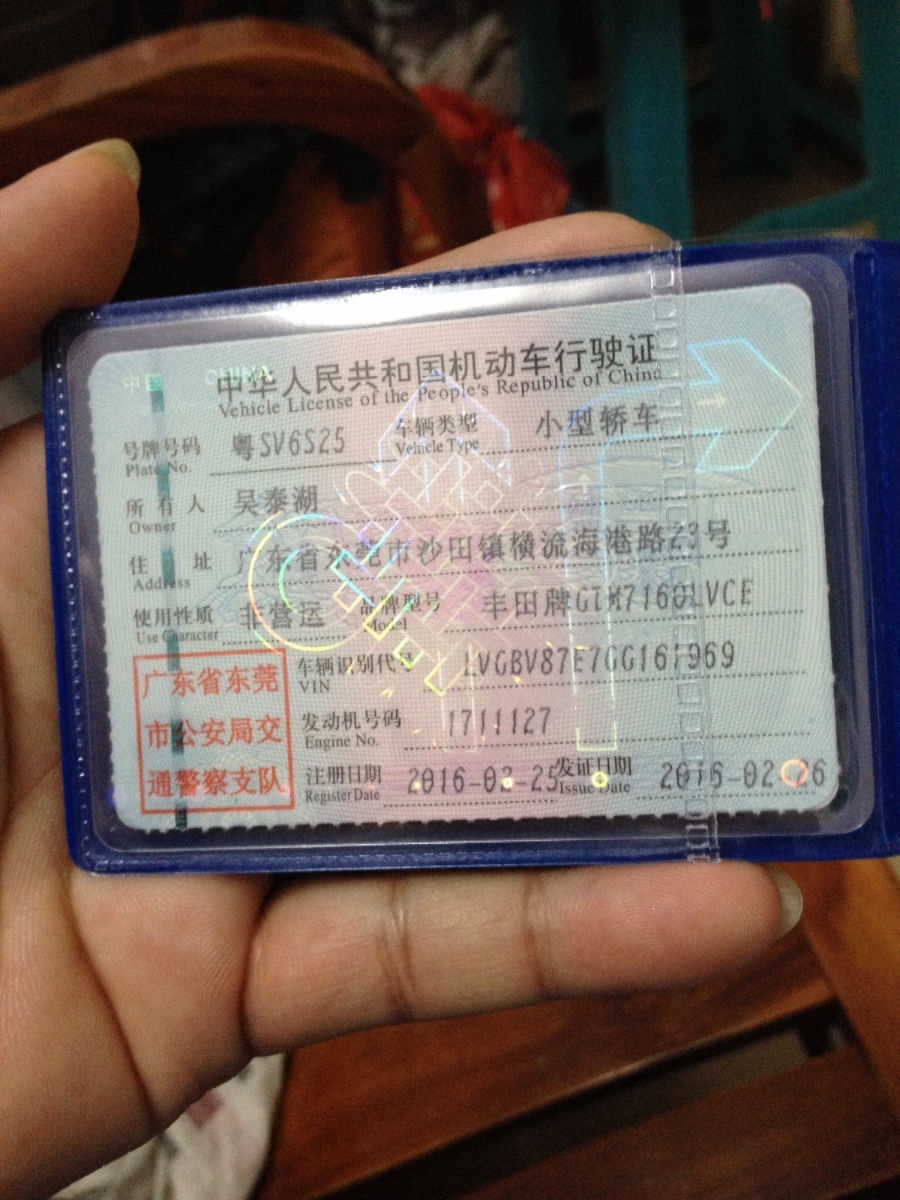 中国 CHINA
中华人民共和国机动车行驶证
Vehicle License of the People's Republic of China
号牌号码 粤SV6S25 车辆类型 小型轿车
Plate No. Vehicle Type
所有人 吴泰湖
Owner
住址 广东省东莞市沙田镇横流海港路23号
Address
使用性质 非营运 品牌型号 丰田牌GTM7160LVCE
Use Character Model
车辆识别代号 LVGBV87E7GG161969
VIN
发动机号码 1711127
Engine No.
注册日期 2016-02-25 发证日期 2016-02-26
Register Date Issue Date
广东省东莞
市公安局交
通警察支队